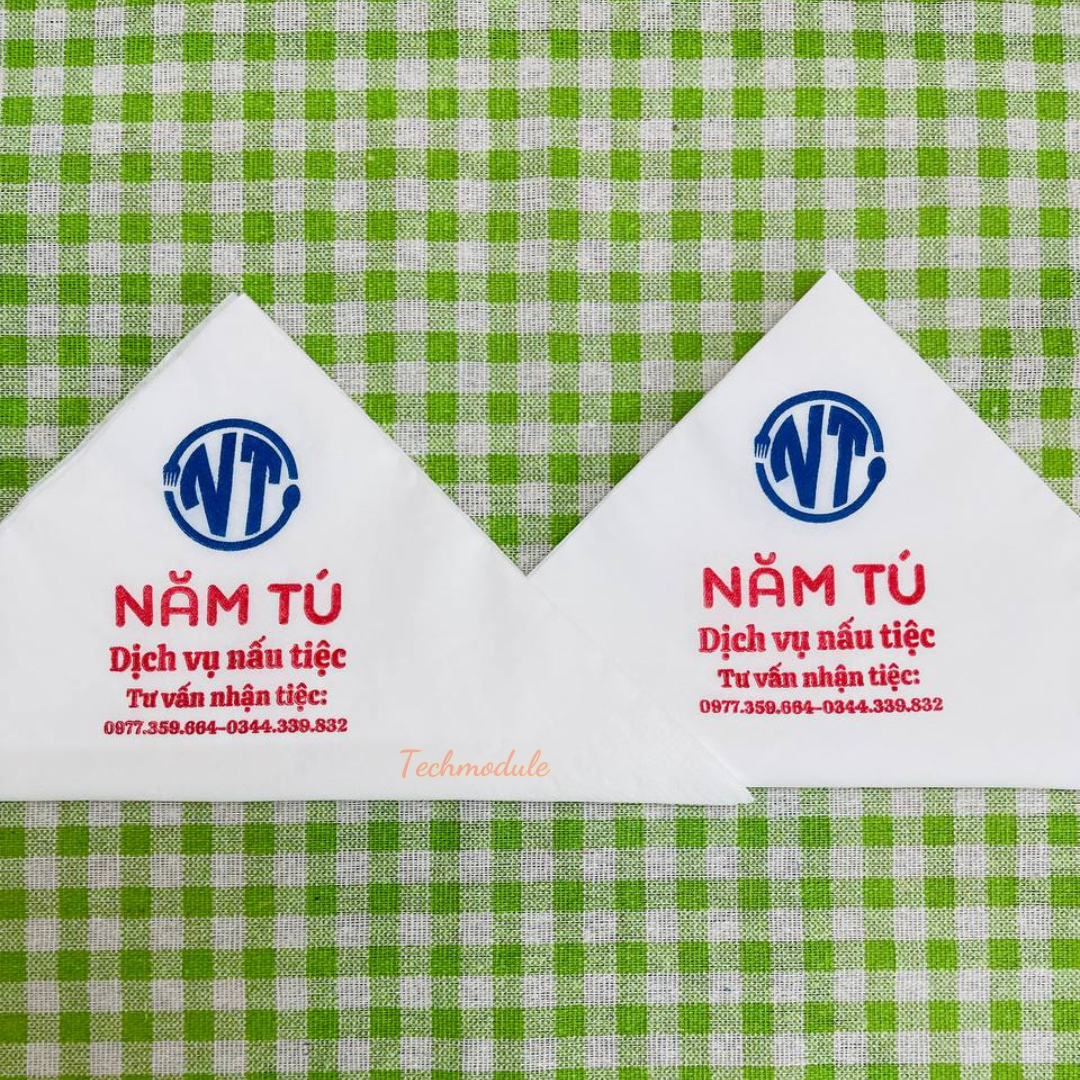 NT
NĂM TÚ
Dịch vụ nấu tiệc
Tư vấn nhận tiệc:
0977.359.664-0344.339.832
NT
NĂM TÚ
Dịch vụ nấu tiệc
Tư vấn nhận tiệc:
0977.359.664-0344.339.832
Techmodule